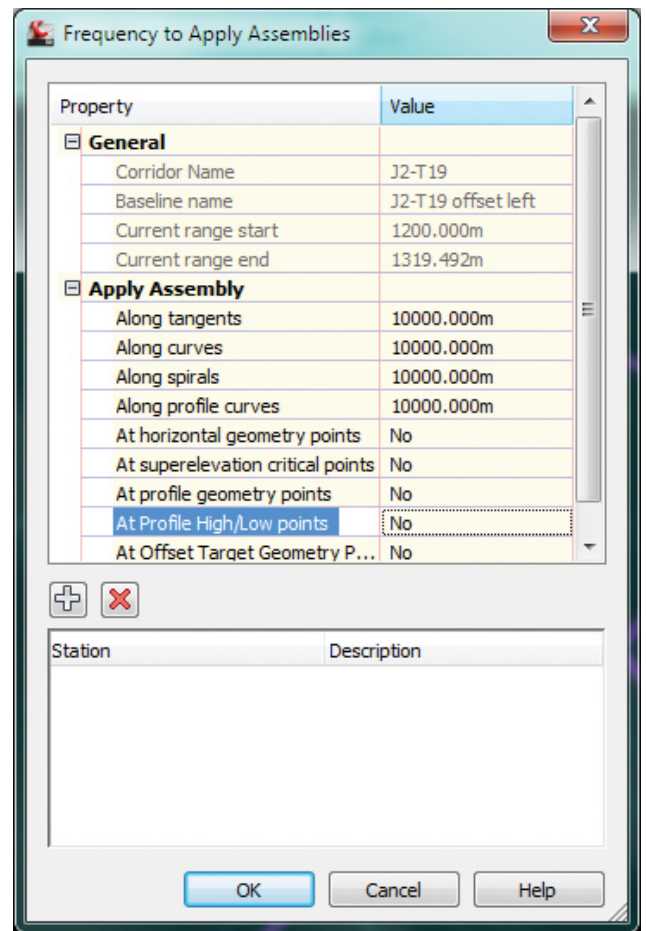 Frequency to Apply Assemblies
Property Value
General
Corridor Name J2-T19
Baseline name J2-T19 offset left
Current range start 1200.000m
Current range end 1319.492m
Apply Assembly
Along tangents 10000.000m
Along curves 10000.000m
Along spirals 10000.000m
Along profile curves 10000.000m
At horizontal geometry points No
At superelevation critical points No
At profile geometry points No
At Profile High/Low points No
At Offset Target Geometry P... No
Station Description
OK Cancel Help